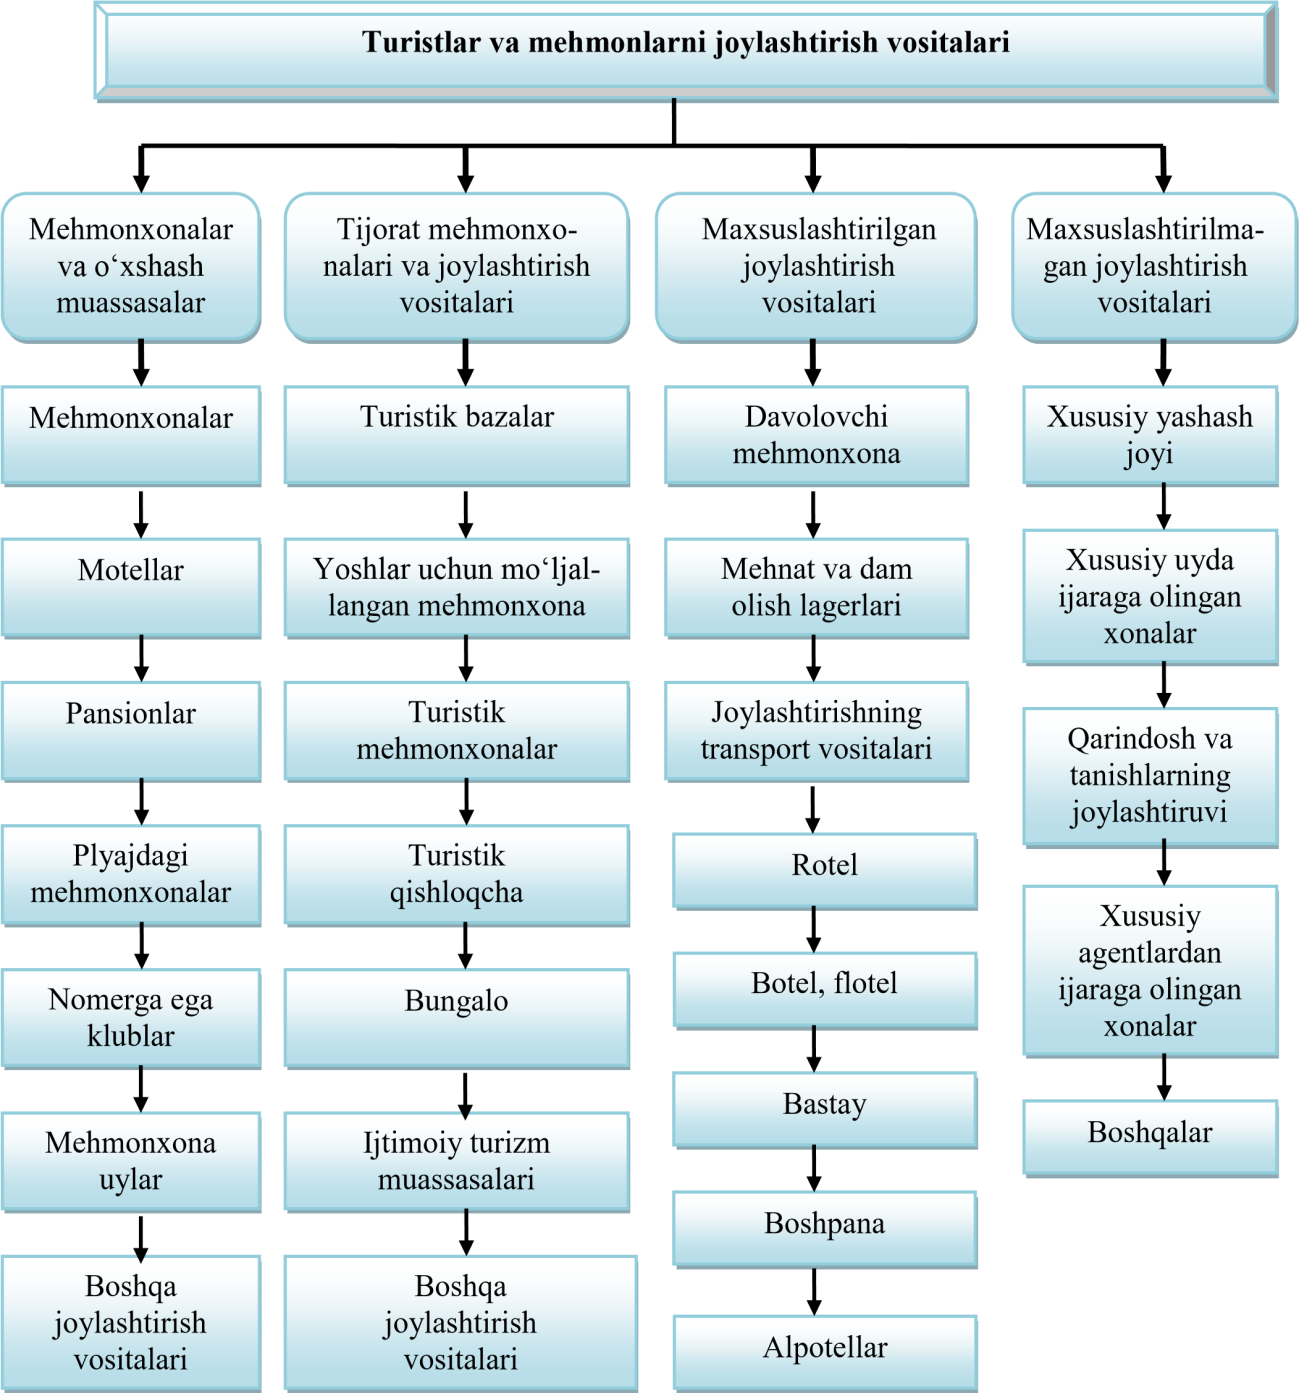 Turistlar va mehmonlarni joylashtirish vositalari
Mehmonxonalar
va o‘xshash
muassasalar
Mehmonxonalar
Motellar
Pansionlar
Plyajdagi
mehmonxonalar
Nomerga ega
klublar
Mehmonxona
uylar
Boshqa
joylashtirish
vositalari
Tijorat mehmonxo-
nalari va joylashtirish
vositalari
Turistik bazalar
Yoshlar uchun mo‘ljal-
langan mehmonxona
Turistik
mehmonxonalar
Turistik
qishloqcha
Bungalo
Ijtimoiy turizm
muassasalari
Boshqa
joylashtirish
vositalari
Maxsuslashtirilgan
joylashtirish
vositalari
Davolovchi
mehmonxona
Mehnat va dam
olish lagerlari
Joylashtirishning
transport vositalari
Rotel
Botel, flotel
Bastay
Boshpana
Alpotellar
Maxsuslashtirilma-
gan joylashtirish
vositalari
Xususiy yashash
joyi
Xususiy uyda
ijaraga olingan
xonalar
Qarindosh va
tanishlarning
joylashtiruvi
Xususiy
agentlardan
ijaraga olingan
xonalar
Boshqalar